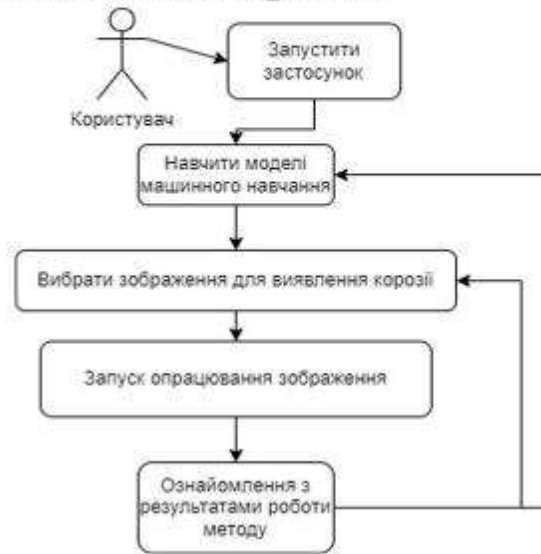 Запустити
застосунок
Користувач
Навчити моделі
машинного навчання
Вибрати зображення для виявлення корозії
Запуск опрацювання зображення
Ознайомлення з
результатами роботи
методу